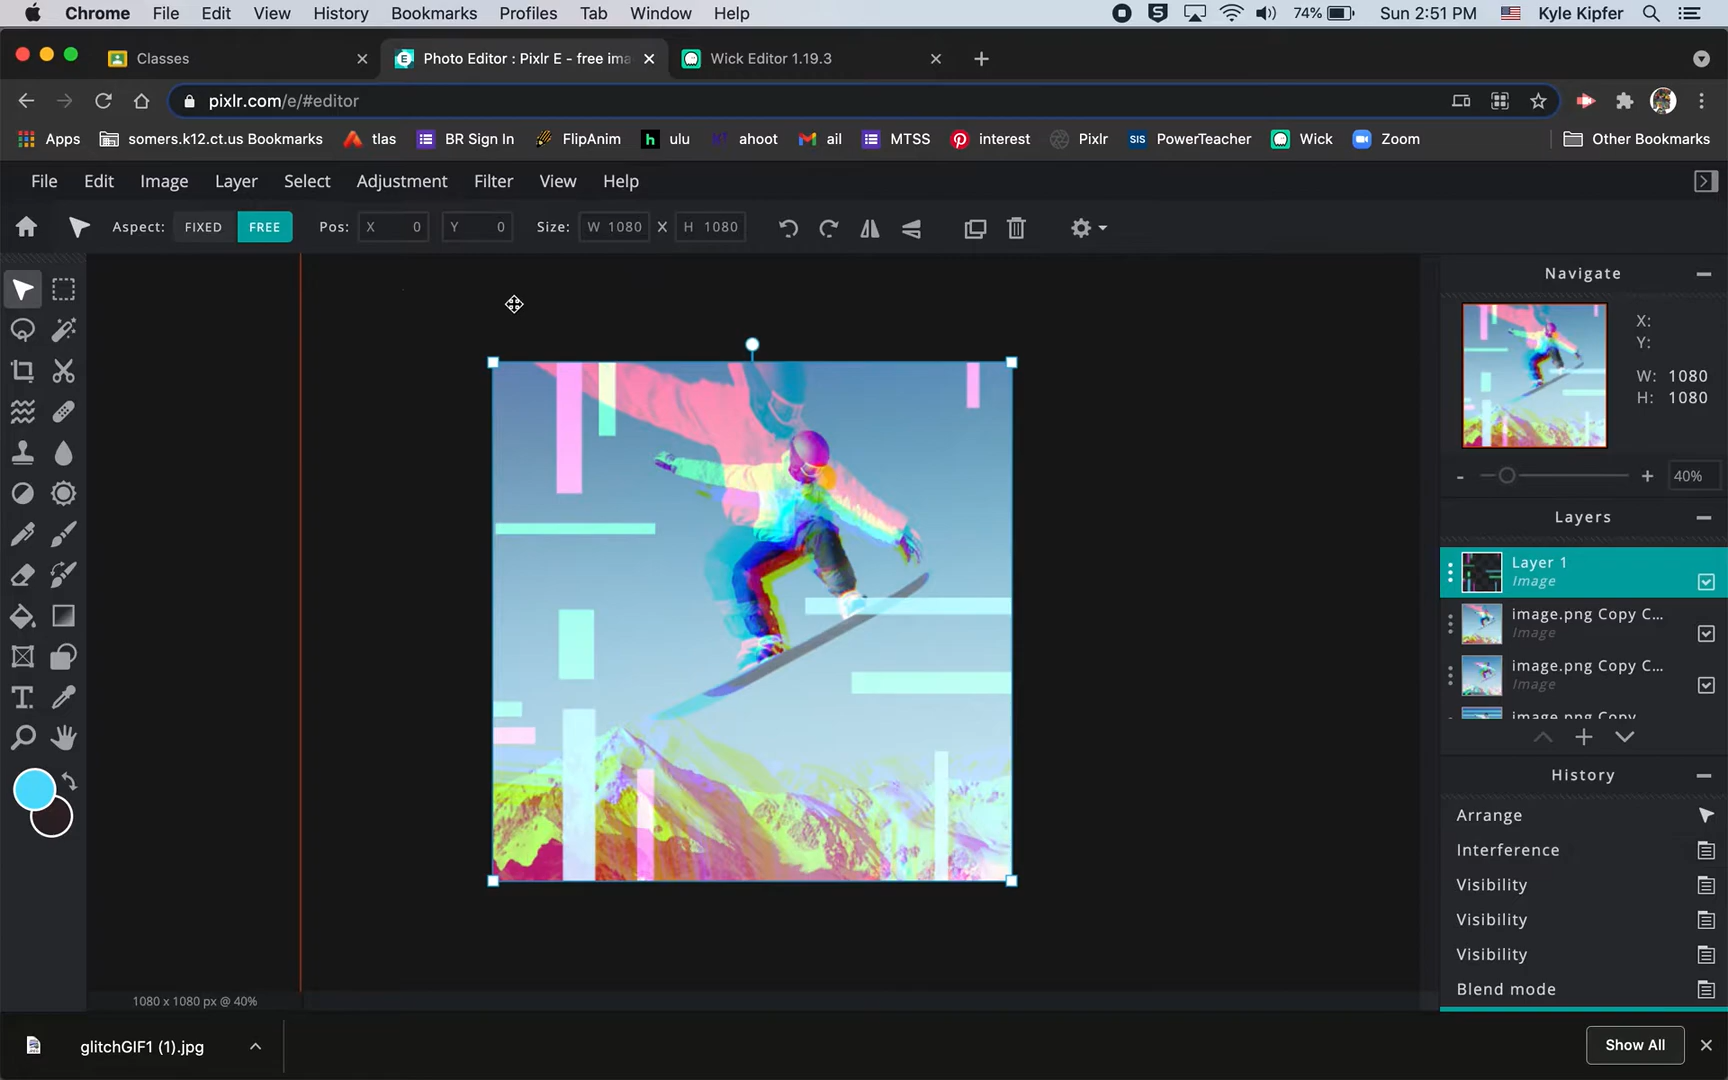 Chrome File Edit View History Bookmarks Profiles Tab Window Help 74% Sun 2:51 PM Kyle Kipfer
Classes Photo Editor : Pixlr E - free ima Wick Editor 1.19.3
pixlr.com/e/#editor
Apps somers.k12.ct.us Bookmarks tlas BR Sign In FlipAnim ulu ahoot ail MTSS interest Pixlr PowerTeacher Wick Zoom Other Bookmarks
File Edit Image Layer Select Adjustment Filter View Help
Aspect: FIXED FREE Pos: X 0 Y 0 Size: W 1080 X H 1080
Navigate
X:
Y:
W: 1080
H: 1080
- + 40%
Layers
Layer 1
Image
image.png Copy C...
Image
image.png Copy C...
Image
image.png Copy
History
Arrange
Interference
Visibility
Visibility
Visibility
Blend mode
1080 x 1080 px @ 40%
glitchGIF1 (1).jpg Show All